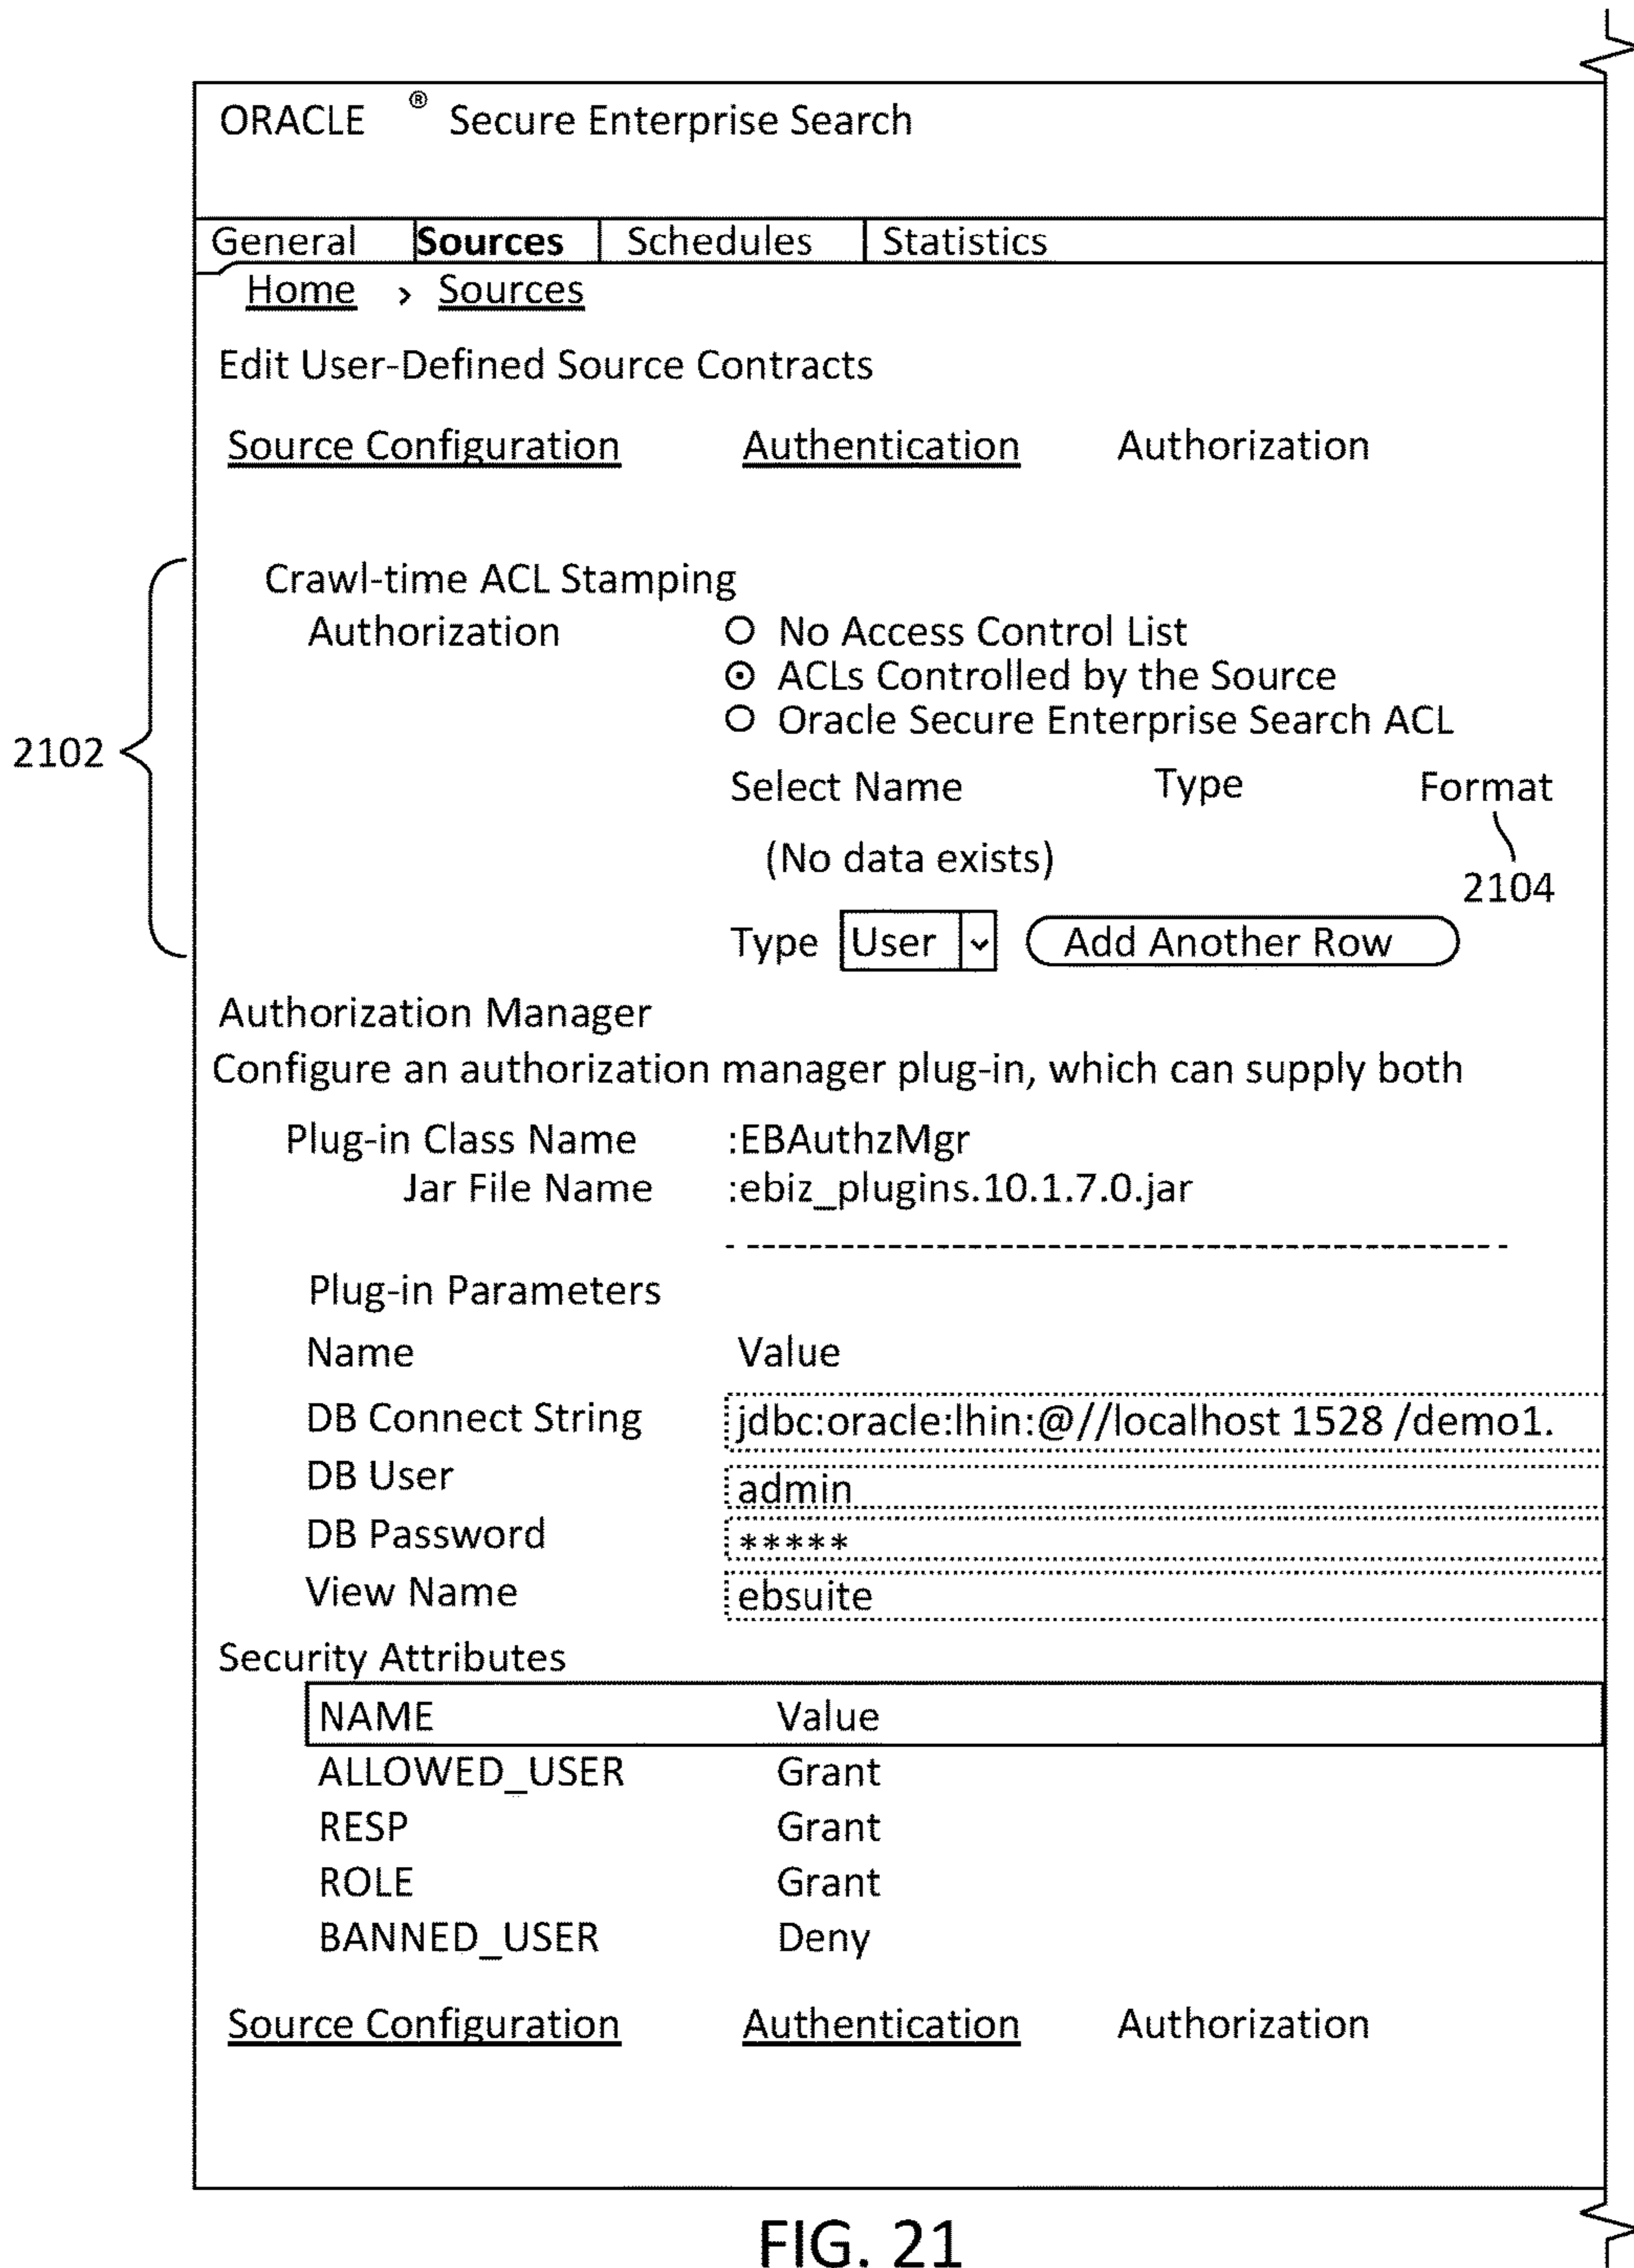 ORACLE ® Secure Enterprise Search
General Sources Schedules Statistics
Home > Sources
Edit User-Defined Source Contracts
Source Configuration Authentication Authorization
Crawl-time ACL Stamping
Authorization O No Access Control List
⊙ ACLs Controlled by the Source
O Oracle Secure Enterprise Search ACL
2102
Select Name Type Format
(No data exists)
2104
Type User Add Another Row
Authorization Manager
Configure an authorization manager plug-in, which can supply both
Plug-in Class Name :EBAuthzMgr
Jar File Name :ebiz_plugins.10.1.7.0.jar
Plug-in Parameters
Name Value
DB Connect String jdbc:oracle:lhin:@//localhost 1528 /demo1.
DB User admin
DB Password *****
View Name ebsuite
Security Attributes
NAME Value
ALLOWED_USER Grant
RESP Grant
ROLE Grant
BANNED_USER Deny
Source Configuration Authentication Authorization
FIG. 21